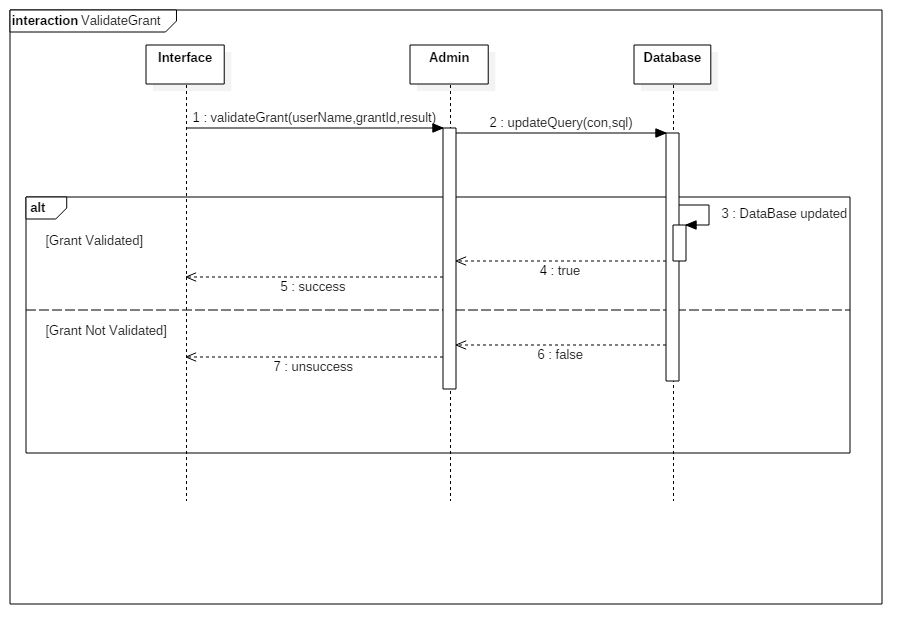 interaction ValidateGrant
Interface
Admin
Database
1 : validateGrant(userName,grantId,result)
2 : updateQuery(con,sql)
alt
3 : DataBase updated
[Grant Validated]
4 : true
5 : success
[Grant Not Validated]
6 : false
7 : unsuccess